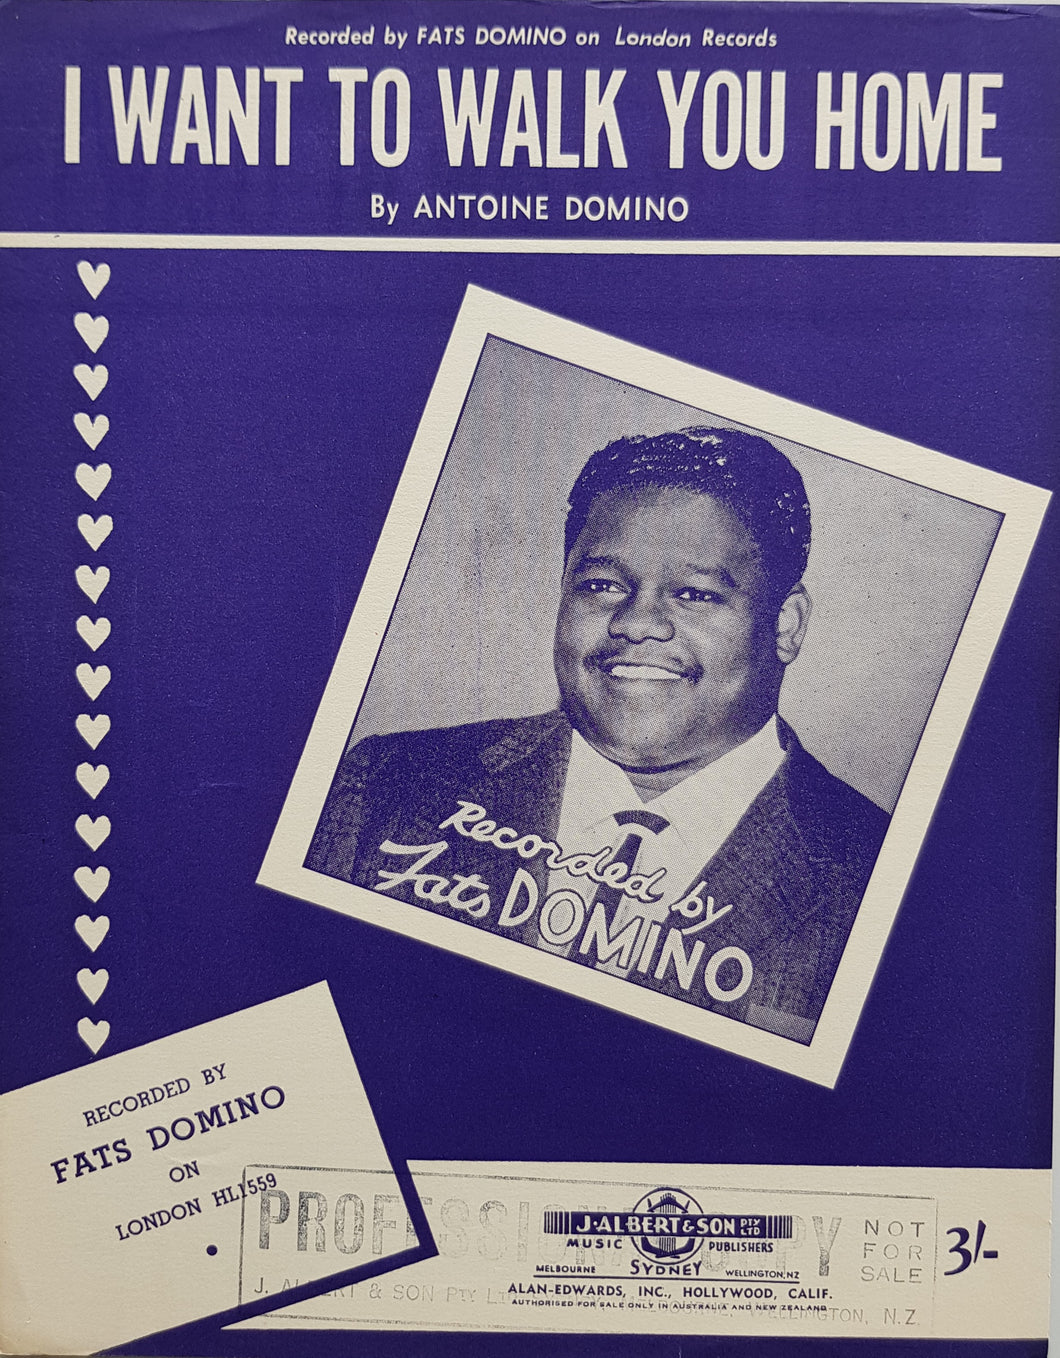 Recorded by FATS DOMINO on London Records
I WANT TO WALK YOU HOME
By ANTOINE DOMINO
Recorded by
Fats DOMINO
RECORDED BY
FATS DOMINO
ON
LONDON HL1559
PROFESSIONAL COPY
NOT
FOR
SALE
J. ALBERT & SON PTY LTD
MELBOURNE, WELLINGTON, N.Z.
J. ALBERT & SON PTY LTD
MUSIC PUBLISHERS
MELBOURNE SYDNEY WELLINGTON, NZ
ALAN-EDWARDS, INC., HOLLYWOOD, CALIF.
AUTHORISED FOR SALE ONLY IN AUSTRALIA AND NEW ZEALAND
3/-